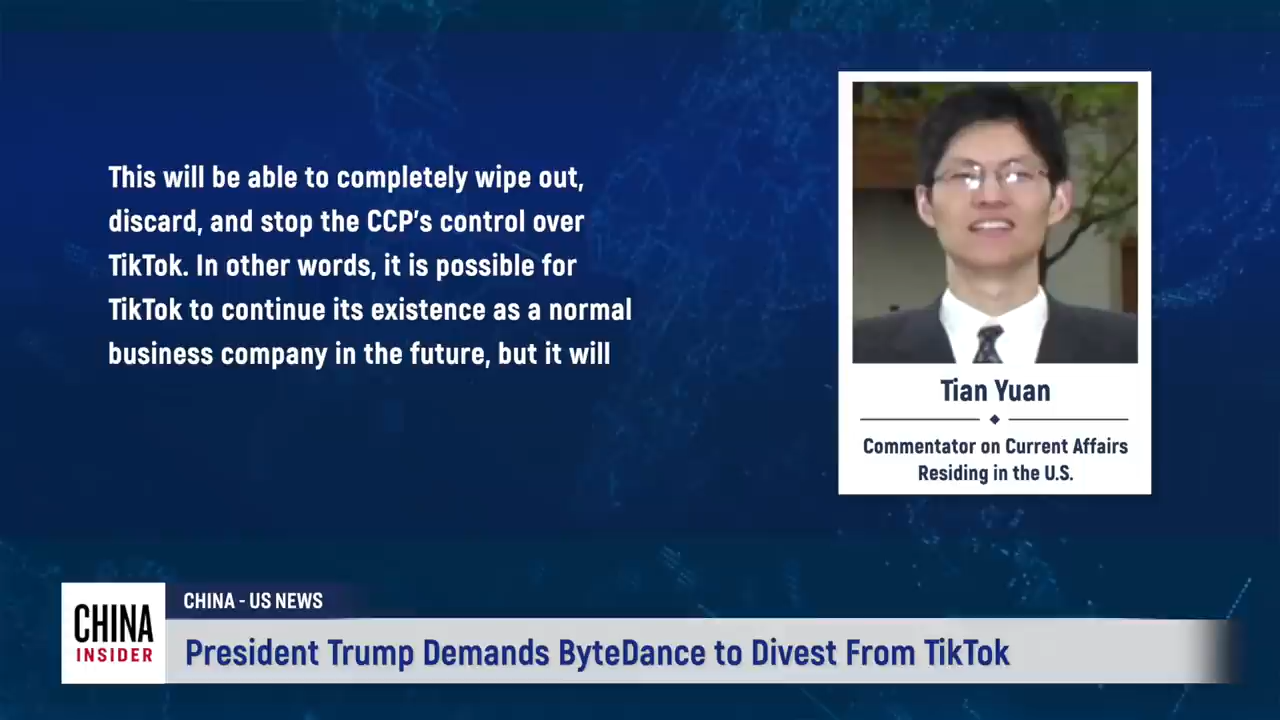 This will be able to completely wipe out,
discard, and stop the CCP's control over
TikTok. In other words, it is possible for
TikTok to continue its existence as a normal
business company in the future, but it will
Tian Yuan
Commentator on Current Affairs
Residing in the U.S.
CHINA - US NEWS
CHINA
INSIDER
President Trump Demands ByteDance to Divest From TikTok